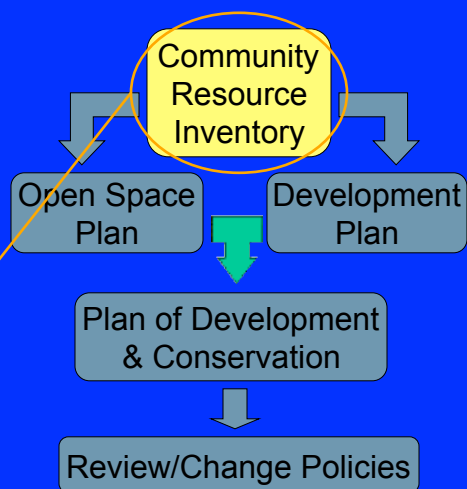 Community
Resource
Inventory
Open Space
Plan
Development
Plan
Plan of Development
& Conservation
Review/Change Policies